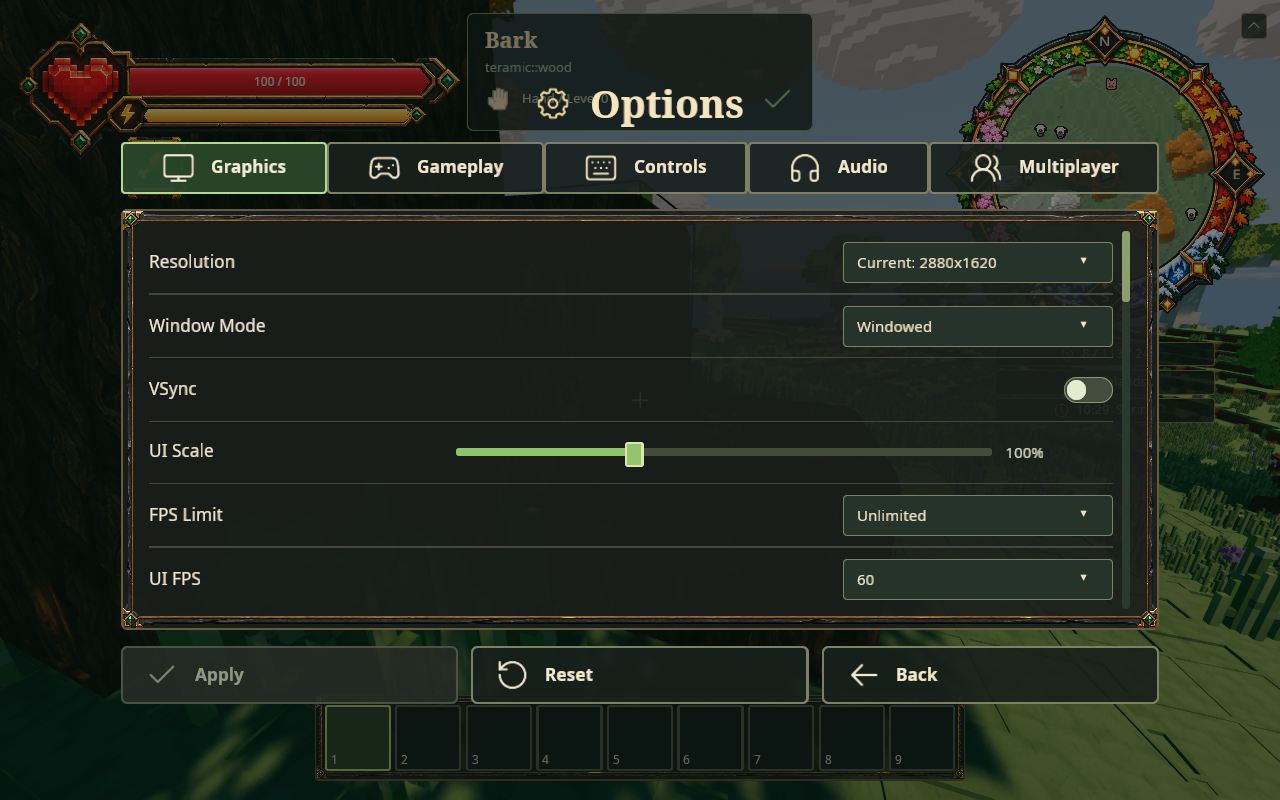 Bark
teramic::wood
100 / 100
N
Options
Graphics
Gameplay
Controls
Audio
Multiplayer
E
Resolution
Current: 2880x1620
Window Mode
Windowed
VSync
UI Scale
100%
FPS Limit
Unlimited
UI FPS
60
Apply
Reset
Back
1
2
3
4
5
6
7
8
9